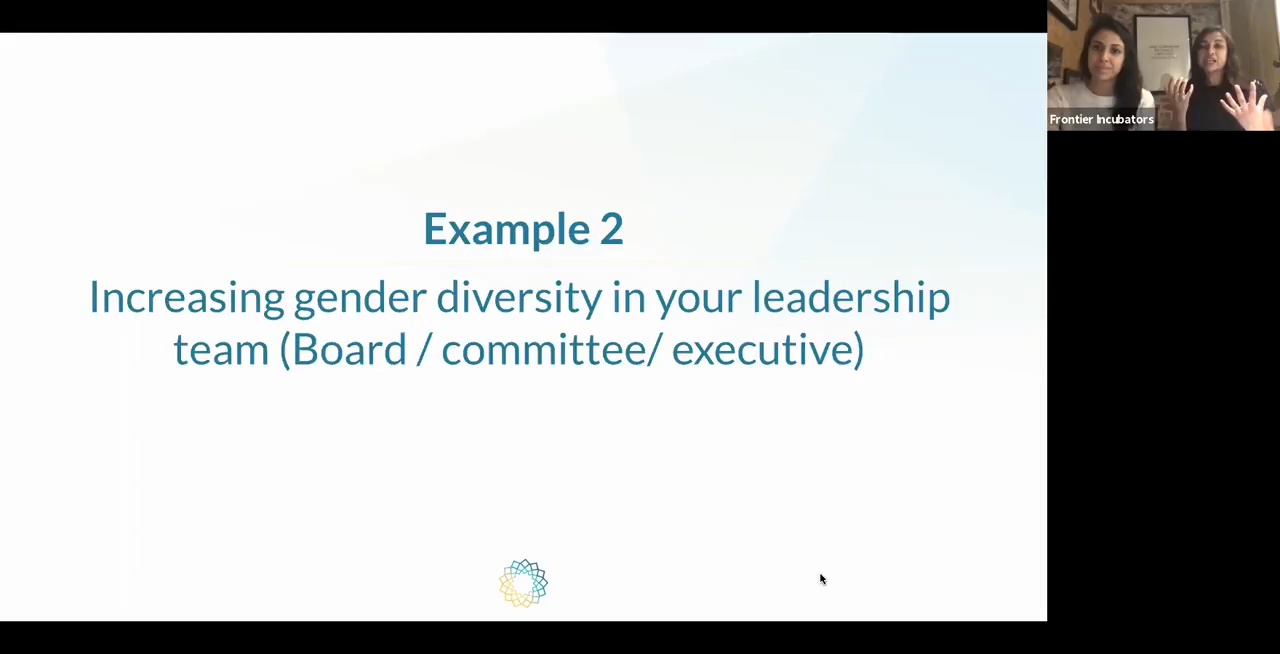 Example 2
Increasing gender diversity in your leadership
team (Board / committee/ executive)
Frontier Incubators